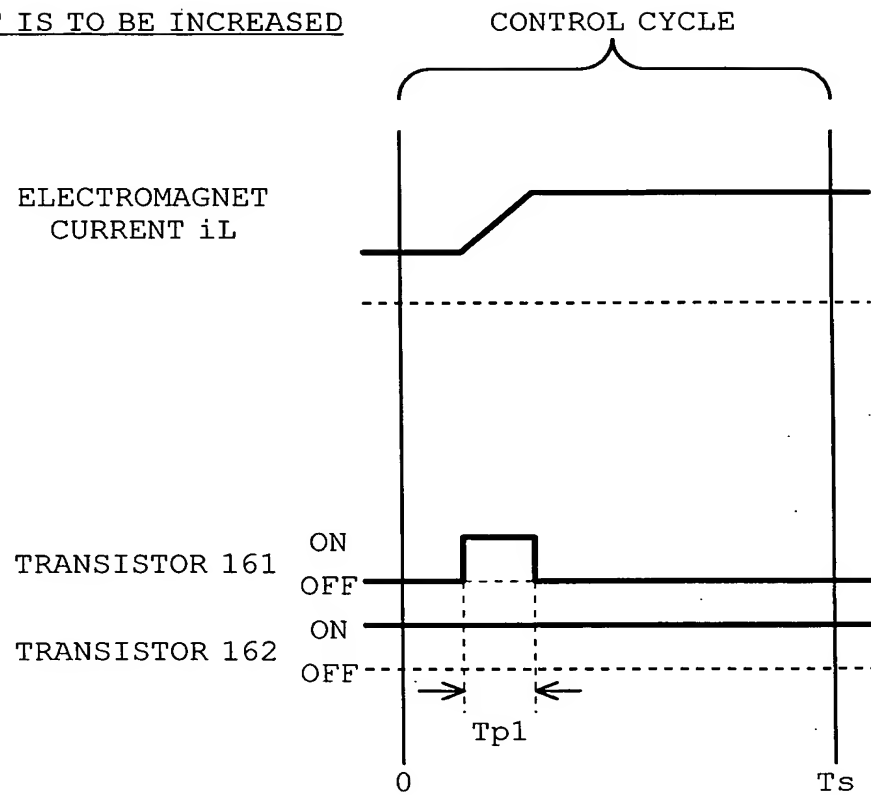 IS TO BE INCREASED
CONTROL CYCLE
ELECTROMAGNET
CURRENT iL
TRANSISTOR 161
ON
OFF
TRANSISTOR 162
ON
OFF
Tp1
0
Ts